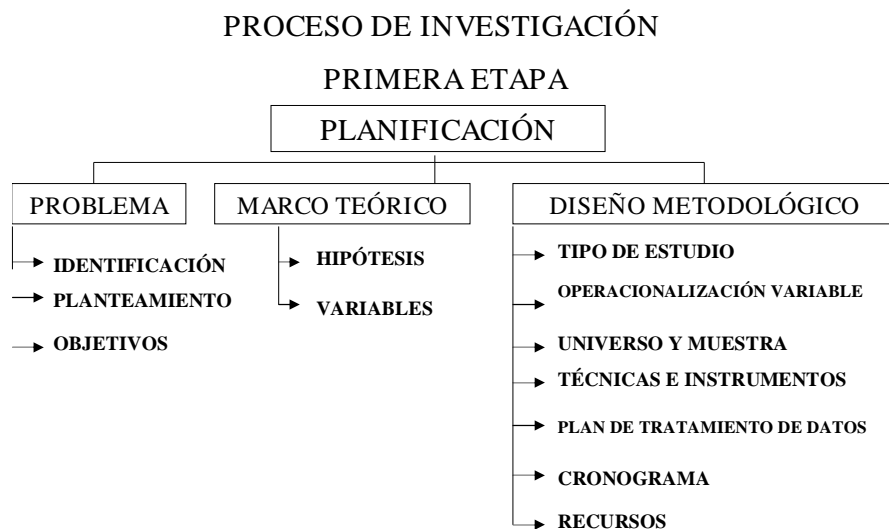 PROCESO DE INVESTIGACIÓN
PRIMERA ETAPA
PLANIFICACIÓN
PROBLEMA
IDENTIFICACIÓN
PLANTEAMIENTO
OBJETIVOS
MARCO TEÓRICO
HIPÓTESIS
VARIABLES
DISEÑO METODOLÓGICO
TIPO DE ESTUDIO
OPERACIONALIZACIÓN VARIABLE
UNIVERSO Y MUESTRA
TÉCNICAS E INSTRUMENTOS
PLAN DE TRATAMIENTO DE DATOS
CRONOGRAMA
RECURSOS